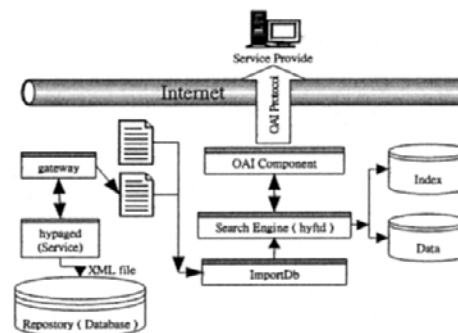 Service Provide
Internet
OAI Protocol
gateway
OAI Component
Index
hypaged
(Service)
Search Engine ( hyftd )
Data
XML file
ImportDb
Repostory ( Database )